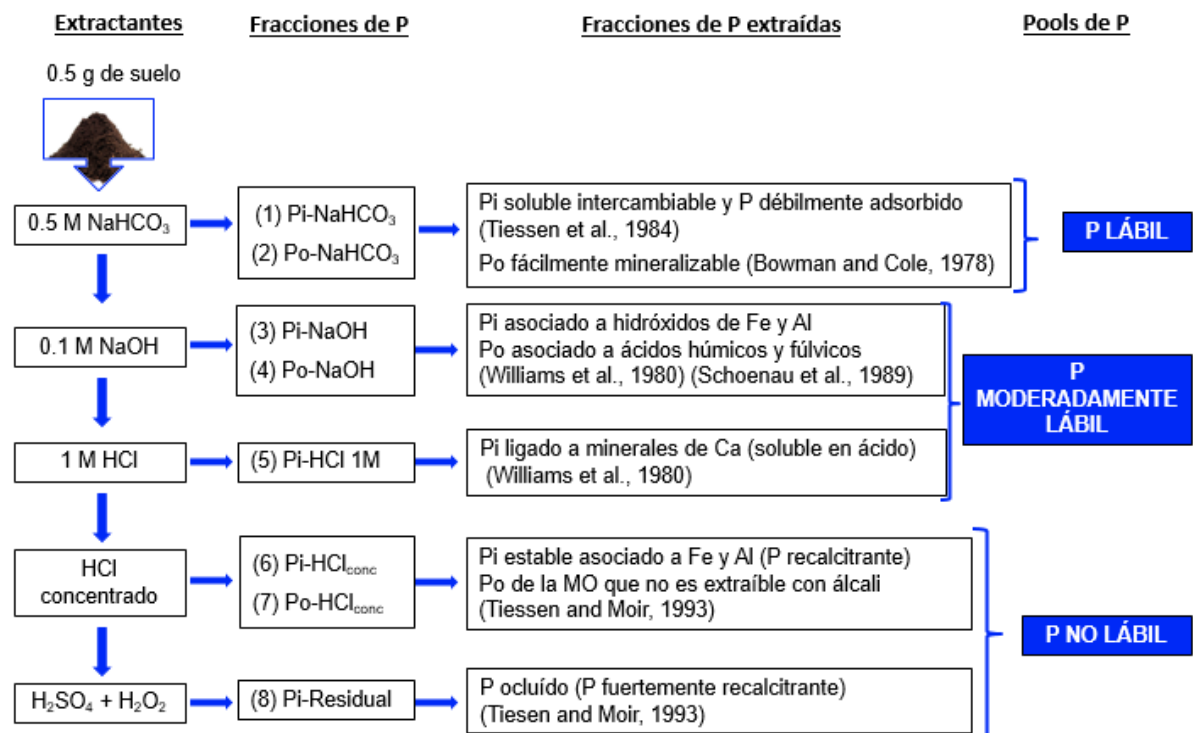 Extractantes
Fracciones de P
Fracciones de P extraídas
Pools de P
0.5 g de suelo
0.5 M NaHCO₃
(1) Pi-NaHCO₃
(2) Po-NaHCO₃
Pi soluble intercambiable y P débilmente adsorbido
(Tiessen et al., 1984)
Po fácilmente mineralizable (Bowman and Cole, 1978)
P LÁBIL
0.1 M NaOH
(3) Pi-NaOH
(4) Po-NaOH
Pi asociado a hidróxidos de Fe y Al
Po asociado a ácidos húmicos y fúlvicos
(Williams et al., 1980) (Schoenau et al., 1989)
P
MODERADAMENTE
LÁBIL
1 M HCl
(5) Pi-HCl 1M
Pi ligado a minerales de Ca (soluble en ácido)
(Williams et al., 1980)
HCl
concentrado
(6) Pi-HClconc
(7) Po-HClconc
Pi estable asociado a Fe y Al (P recalcitrante)
Po de la MO que no es extraíble con álcali
(Tiessen and Moir, 1993)
P NO LÁBIL
H₂SO₄ + H₂O₂
(8) Pi-Residual
P ocluído (P fuertemente recalcitrante)
(Tiesen and Moir, 1993)